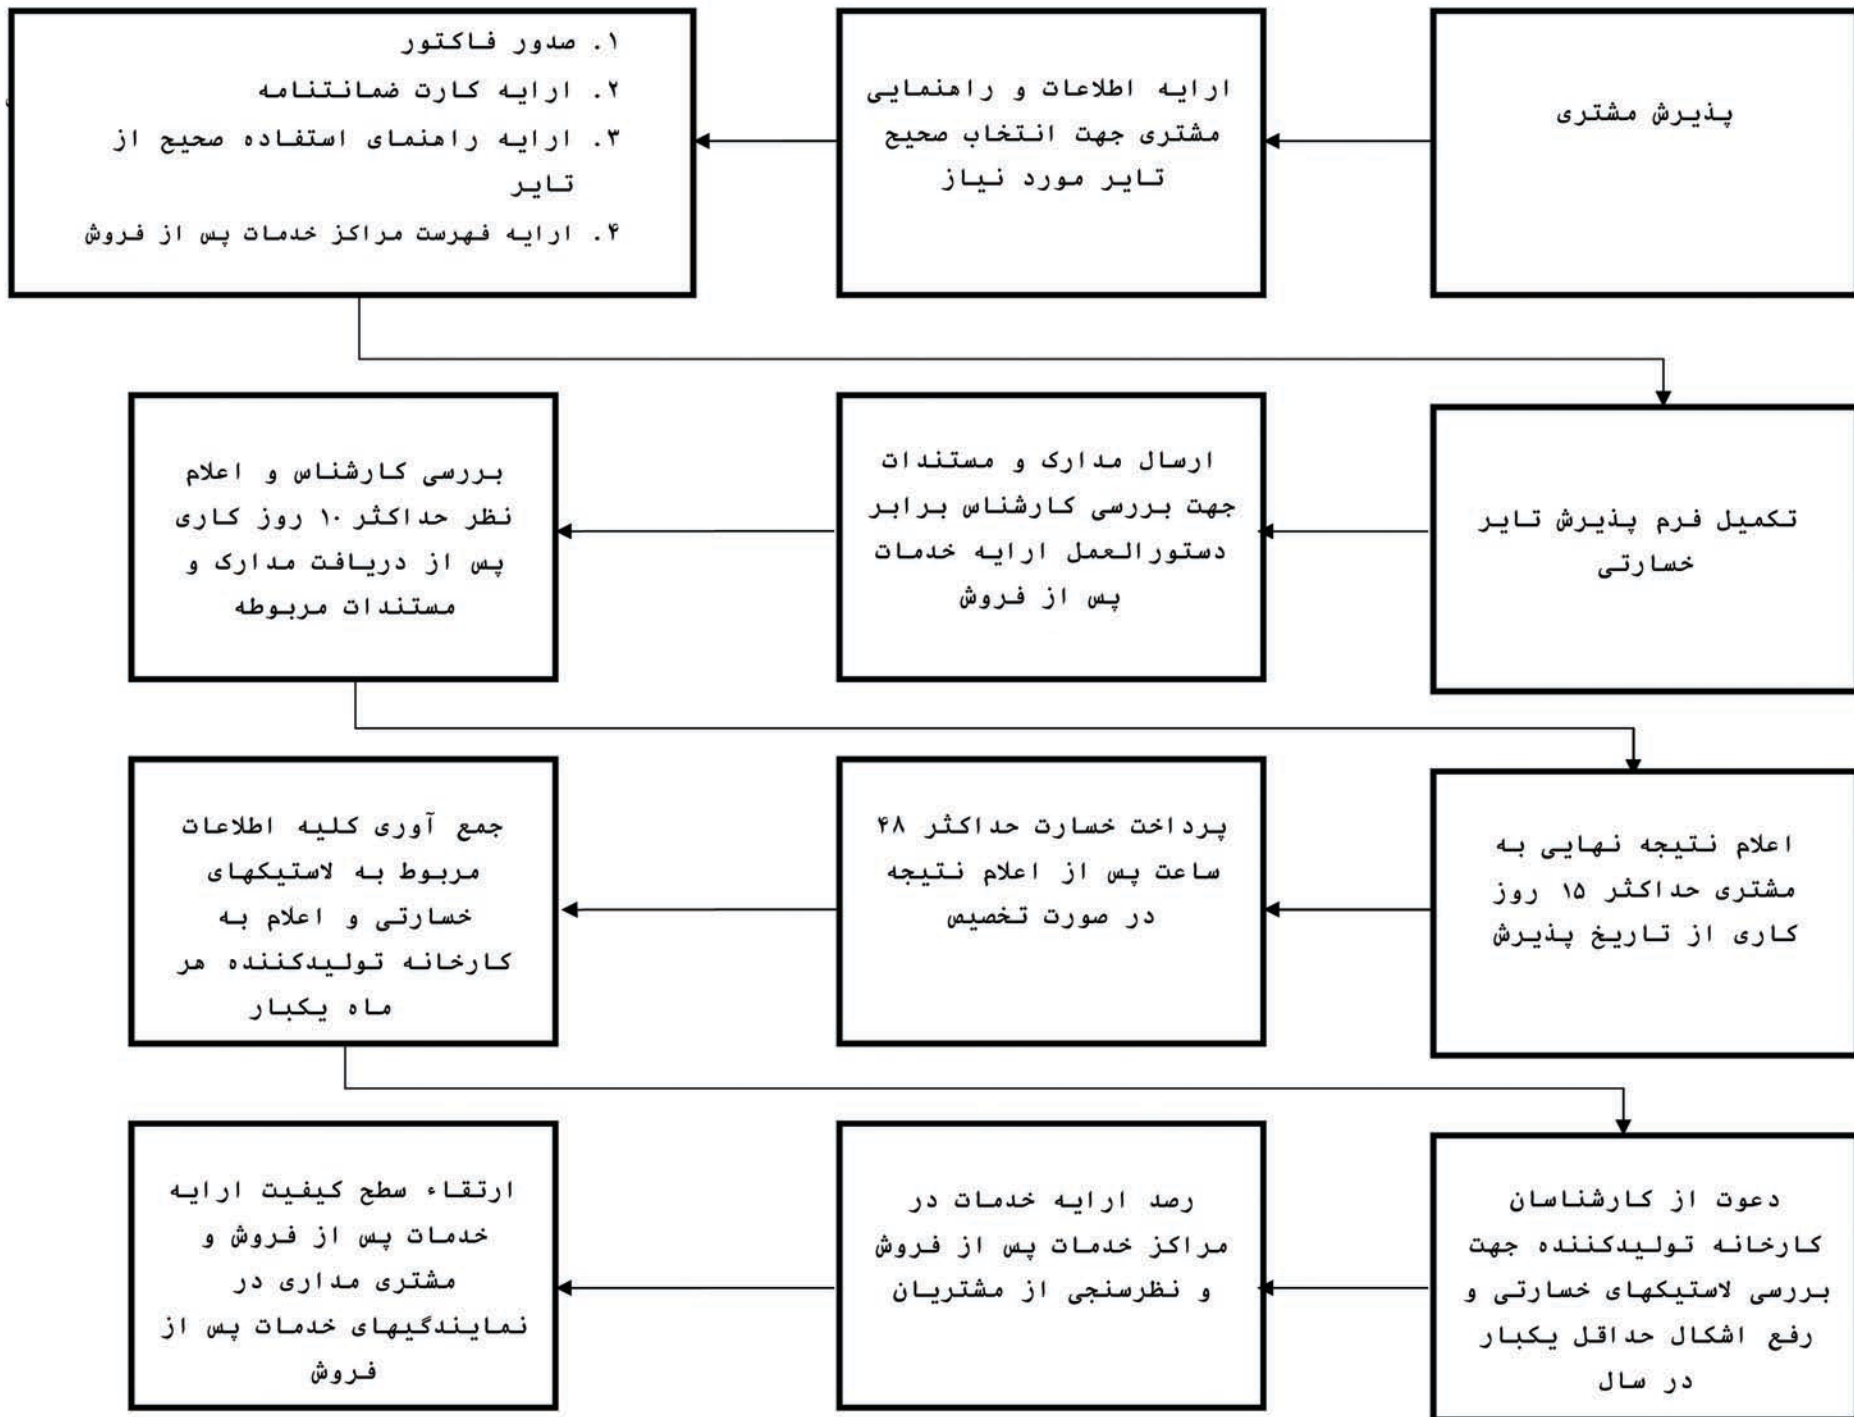 پذیرش مشتری
ارایه اطلاعات و راهنمایی
مشتری جهت انتخاب صحیح
تایر مورد نیاز
۱. صدور فاکتور
۲. ارایه کارت ضمانتنامه
۳. ارایه راهنمای استفاده صحیح از
تایر
۴. ارایه فهرست مراکز خدمات پس از فروش
تکمیل فرم پذیرش تایر
خسارتی
ارسال مدارک و مستندات
جهت بررسی کارشناس برابر
دستورالعمل ارایه خدمات
پس از فروش
بررسی کارشناس و اعلام
نظر حداکثر ۱۰ روز کاری
پس از دریافت مدارک و
مستندات مربوطه
اعلام نتیجه نهایی به
مشتری حداکثر ۱۵ روز
کاری از تاریخ پذیرش
پرداخت خسارت حداکثر ۴۸
ساعت پس از اعلام نتیجه
در صورت تخصیص
جمع آوری کلیه اطلاعات
مربوط به لاستیکهای
خسارتی و اعلام به
کارخانه تولیدکننده هر
ماه یکبار
دعوت از کارشناسان
کارخانه تولیدکننده جهت
بررسی لاستیکهای خسارتی و
رفع اشکال حداقل یکبار
در سال
رصد ارایه خدمات در
مراکز خدمات پس از فروش
و نظرسنجی از مشتریان
ارتقاء سطح کیفیت ارایه
خدمات پس از فروش و
مشتری مداری در
نمایندگیهای خدمات پس از
فروش